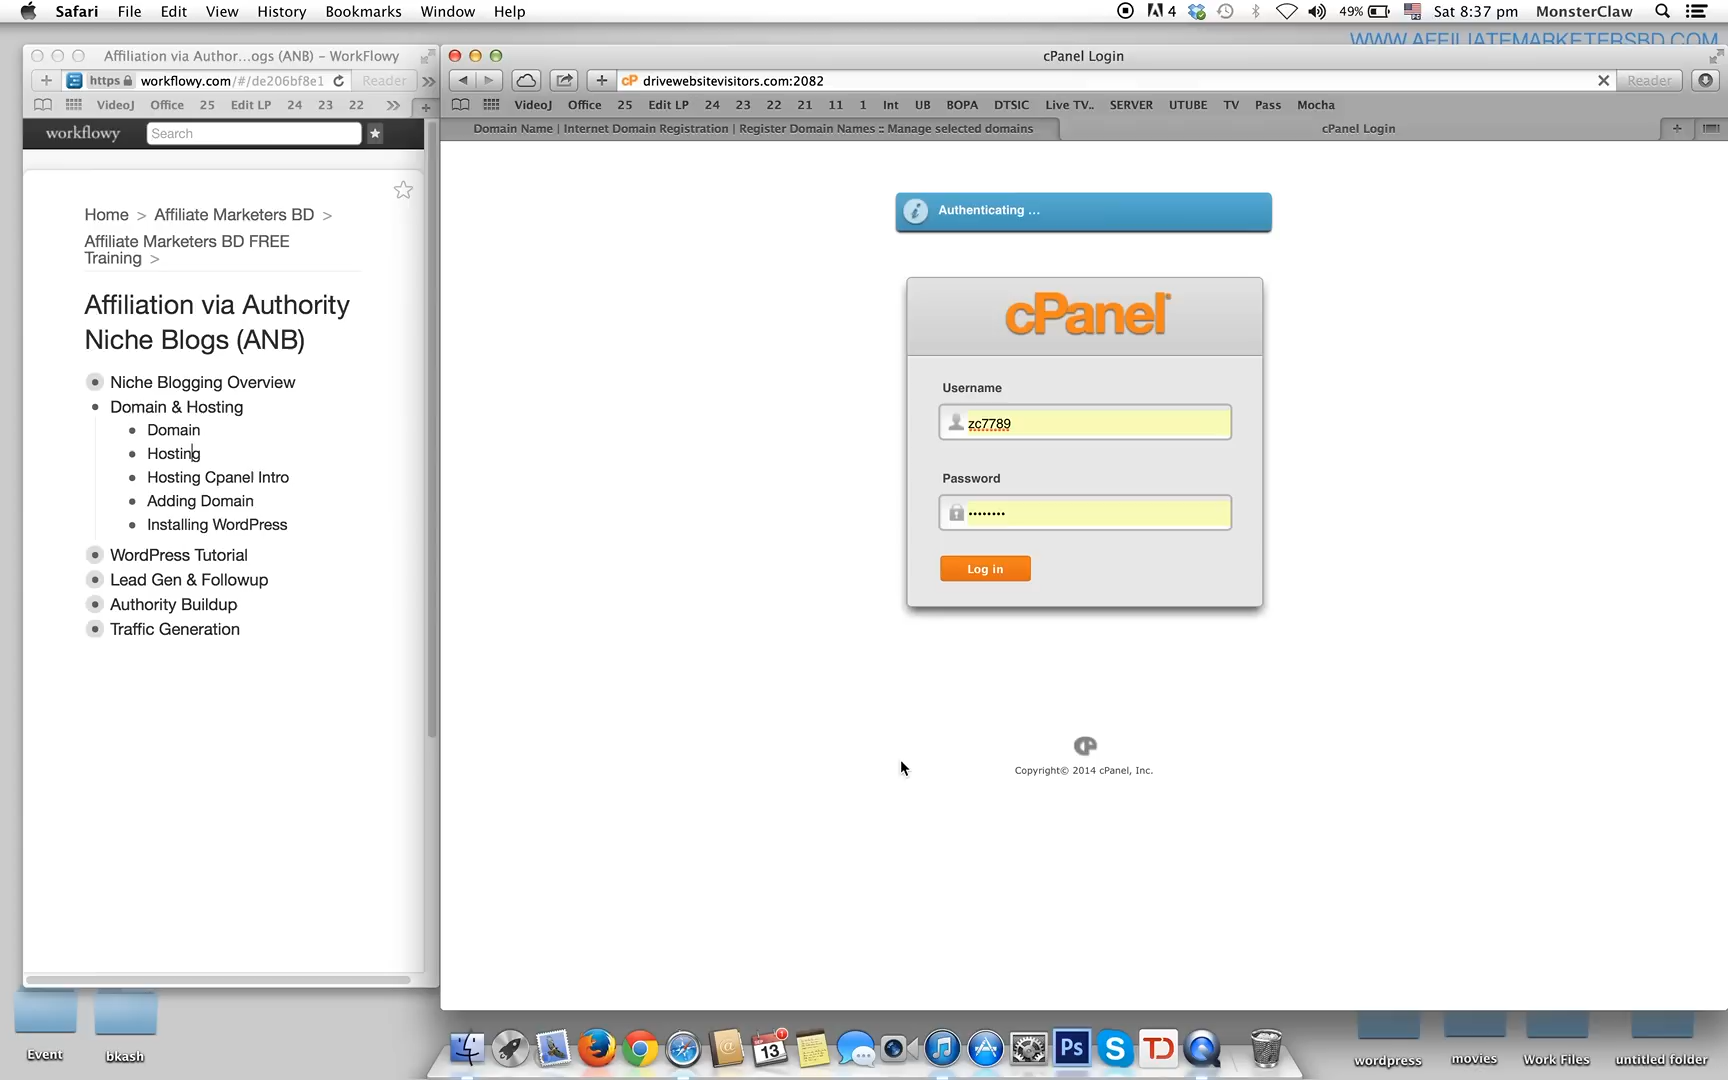 Safari File Edit View History Bookmarks Window Help
4 49% Sat 8:37 pm MonsterClaw
WWW.AFFILIATEMARKETERSBD.COM
Affiliation via Author...ogs (ANB) – WorkFlowy
https workflowy.com/#/de206bf8e1 Reader
VideoJ Office 25 Edit LP 24 23 22
workflowy Search
Home > Affiliate Marketers BD >
Affiliate Marketers BD FREE
Training >
Affiliation via Authority
Niche Blogs (ANB)
Niche Blogging Overview
Domain & Hosting
Domain
Hosting
Hosting Cpanel Intro
Adding Domain
Installing WordPress
WordPress Tutorial
Lead Gen & Followup
Authority Buildup
Traffic Generation
cPanel Login
cP drivewebsitevisitors.com:2082 Reader
VideoJ Office 25 Edit LP 24 23 22 21 11 1 Int UB BOPA DTSIC Live TV.. SERVER UTUBE TV Pass Mocha
Domain Name | Internet Domain Registration | Register Domain Names :: Manage selected domains
cPanel Login
Authenticating ...
cPanel
Username
zc7789
Password
••••••••
Log in
Copyright© 2014 cPanel, Inc.
Event
bkash
13
1
Ps
wordpress
movies
Work Files
untitled folder